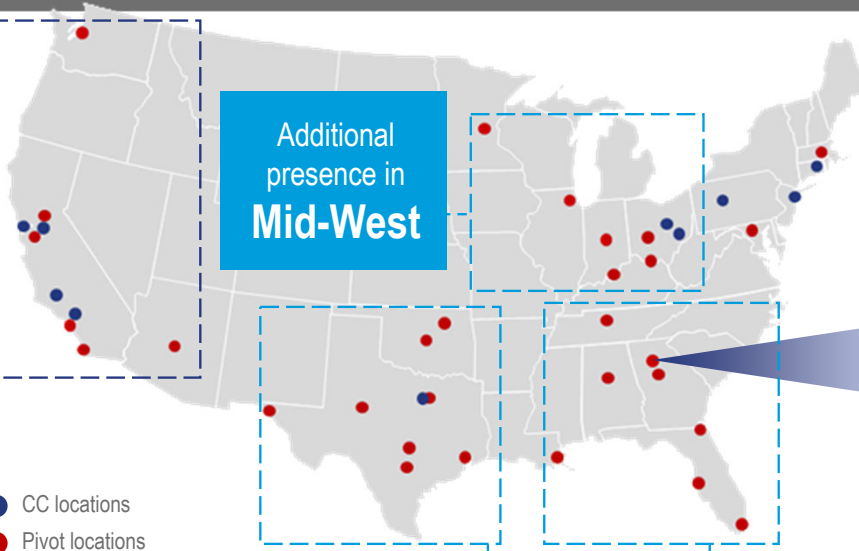 Additional
presence in
Mid-West
CC locations
Pivot locations